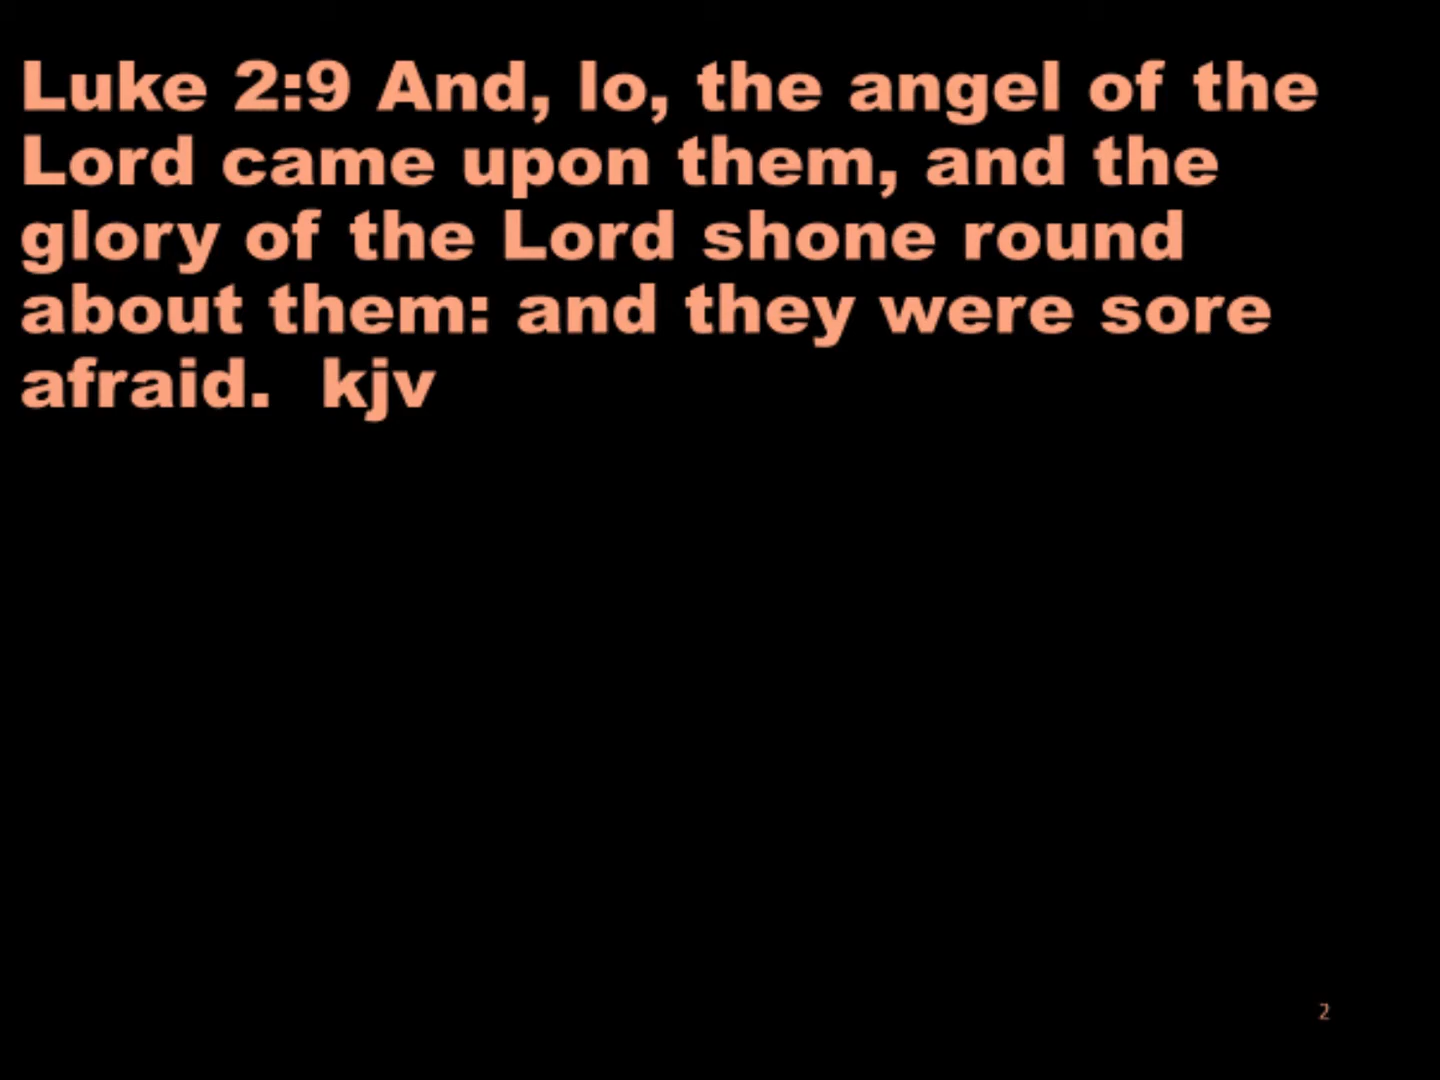 Luke 2:9 And, lo, the angel of the
Lord came upon them, and the
glory of the Lord shone round
about them: and they were sore
afraid.  kjv
2